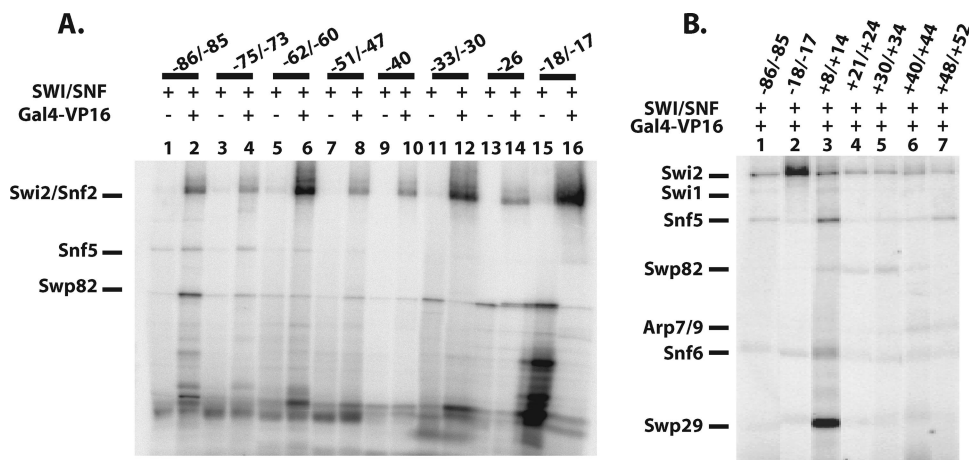 A.
-86/-85 -75/-73 -62/-60 -51/-47 -40 -33/-30 -26 -18/-17
SWI/SNF + + + + + + + + + + + + + + + +
Gal4-VP16 - + - + - + - + - + - + - + - +
1 2 3 4 5 6 7 8 9 10 11 12 13 14 15 16
Swi2/Snf2
Snf5
Swp82
B.
-86/-85 -18/-17 +8/+14 +21/+24 +30/+34 +40/+44 +48/+52
SWI/SNF + + + + + + +
Gal4-VP16 + + + + + + +
1 2 3 4 5 6 7
Swi2
Swi1
Snf5
Swp82
Arp7/9
Snf6
Swp29